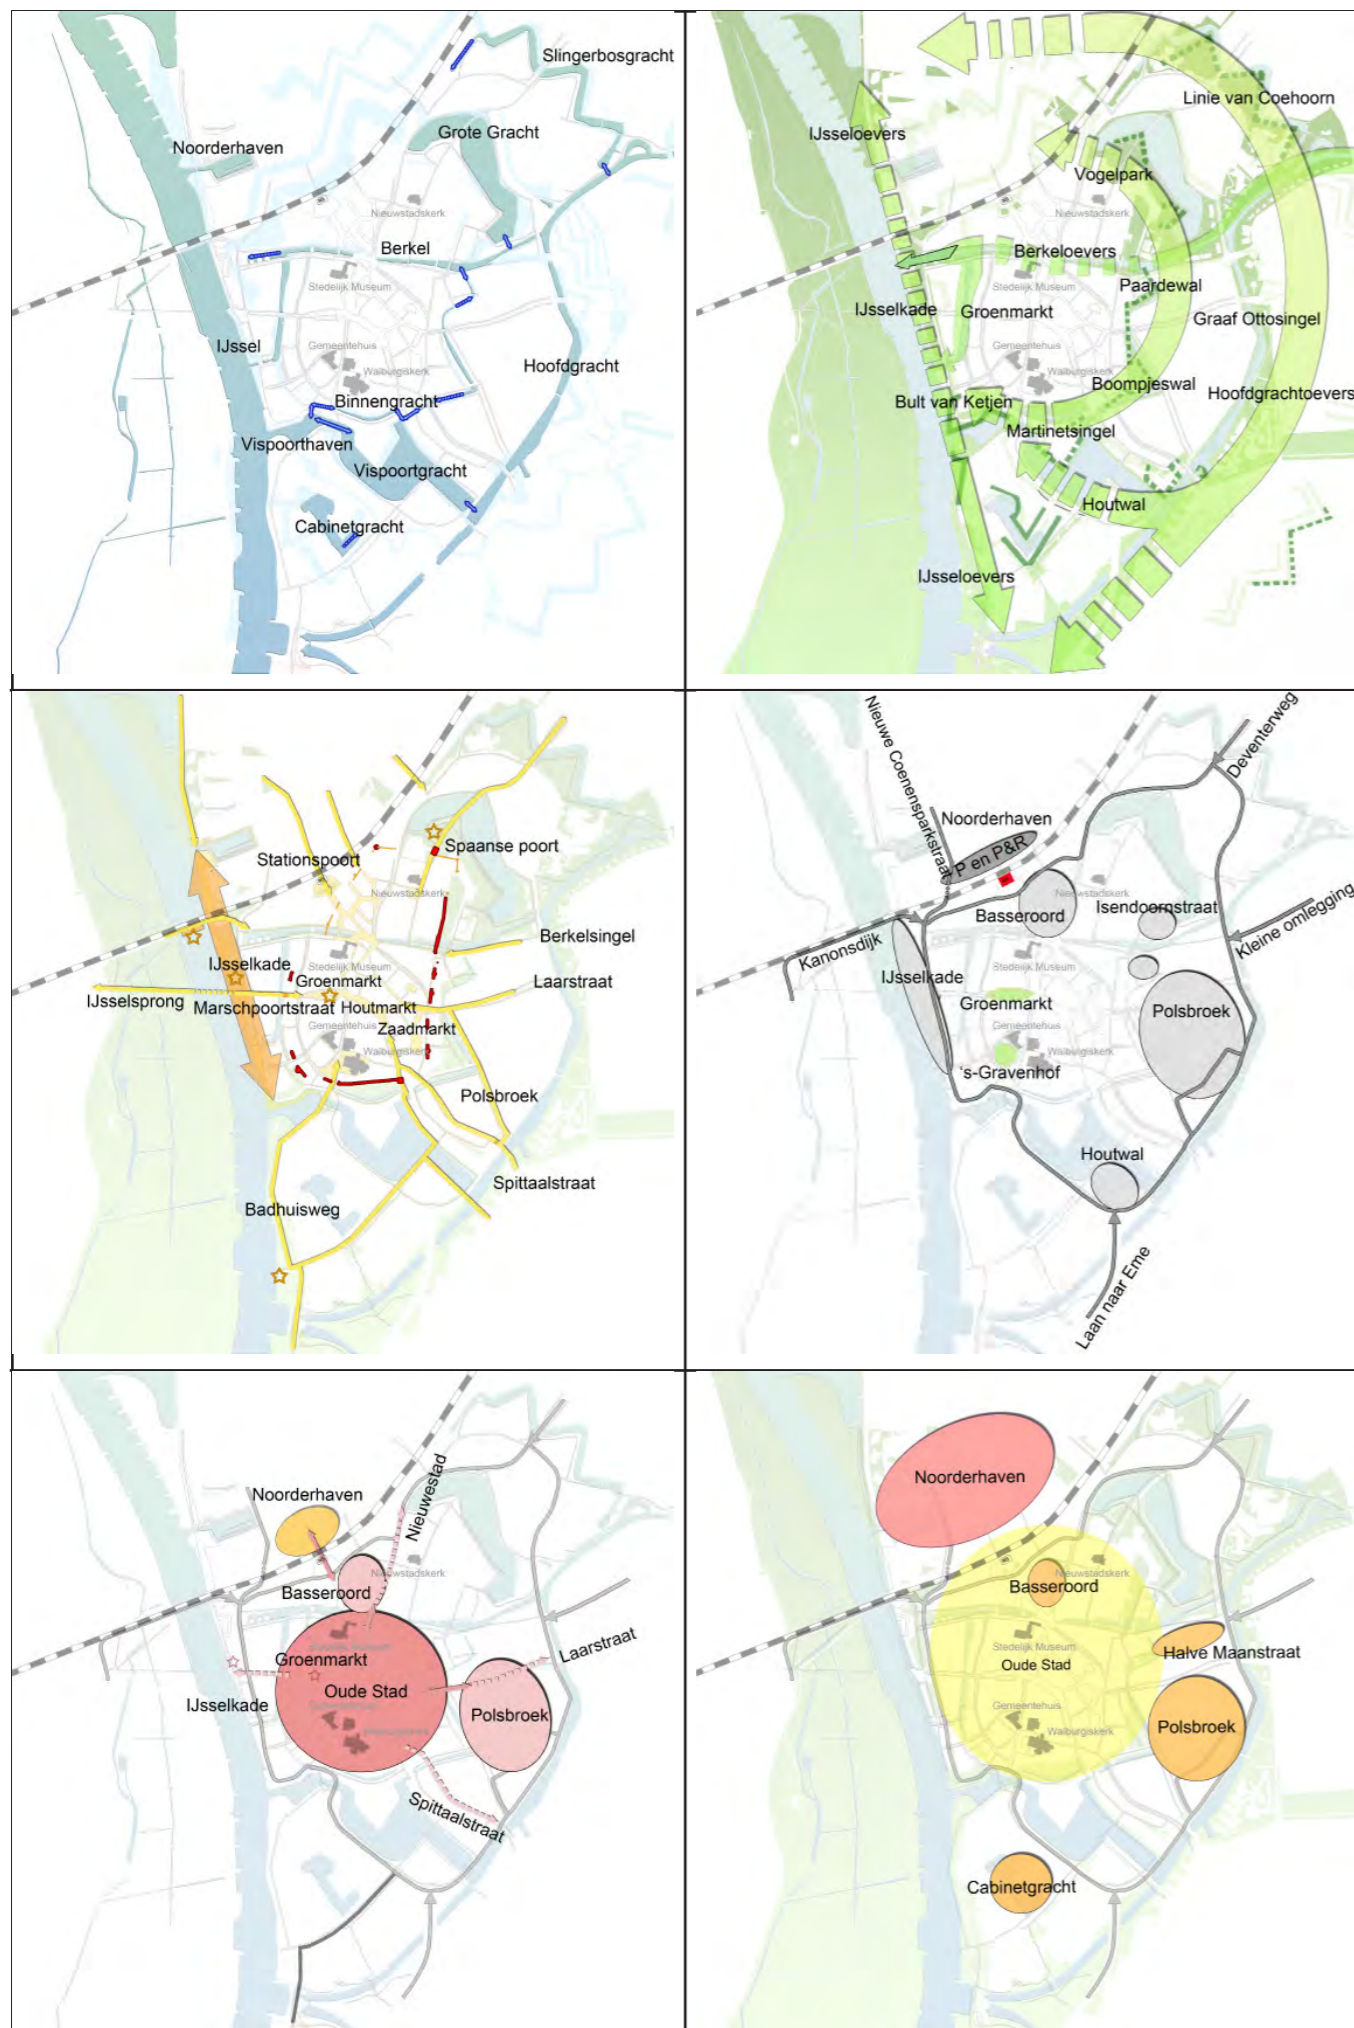 Slingerbosgracht
Grote Gracht
Noorderhaven
Nieuwstadskerk
Berkel
Stedelijk Museum
IJssel
Gemeentehuis
Walburgiskerk
Hoofdgracht
Binnengracht
Vispoorthaven
Vispoortgracht
Cabinetgracht
Linie van Coehoorn
IJsseloevers
Vogelpark
Nieuwstadskerk
Berkeloevers
Stedelijk Museum
Paardewal
IJsselkade
Groenmarkt
Graaf Ottosingel
Gemeentehuis
Walburgiskerk
Boompjeswal
Hoofdgrachtoevers
Bult van Ketjen
Martinetsingel
Houtwal
IJsseloevers
Spaanse poort
Stationspoort
Nieuwstadskerk
Berkelsingel
Stedelijk Museum
IJsselkade
Groenmarkt
Laarstraat
IJsselsprong
Marschpoortstraat
Houtmarkt
Gemeentehuis
Zaadmarkt
Walburgiskerk
Polsbroek
Spittaalstraat
Badhuisweg
Nieuwe Coenensparkstraat
Deventerweg
Noorderhaven
P en P&R
Nieuwstadskerk
Basseroord
Isendoornstraat
Kleine omlegging
Kanonsdijk
Stedelijk Museum
IJsselkade
Groenmarkt
Polsbroek
Gemeentehuis
Walburgiskerk
's-Gravenhof
Houtwal
Laan naar Eme
Nieuwestad
Noorderhaven
Nieuwstadskerk
Basseroord
Stedelijk Museum
Laarstraat
Groenmarkt
Oude Stad
IJsselkade
Gemeentehuis
Polsbroek
Walburgiskerk
Spittaalstraat
Noorderhaven
Nieuwstadskerk
Basseroord
Stedelijk Museum
Halve Maanstraat
Oude Stad
Gemeentehuis
Polsbroek
Walburgiskerk
Cabinetgracht